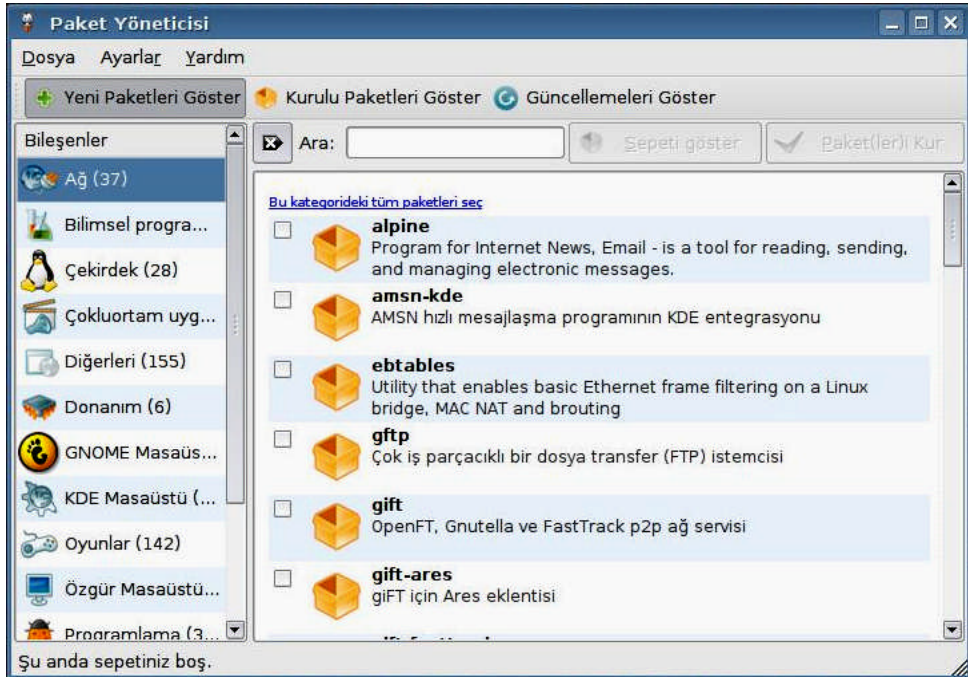 Paket Yöneticisi
Dosya Ayarlar Yardım
Yeni Paketleri Göster Kurulu Paketleri Göster Güncellemeleri Göster
Bileşenler
Ara:
Sepeti göster
Paket(ler)i Kur
Ağ (37)
Bilimsel progra...
Çekirdek (28)
Çokluortam uyg...
Diğerleri (155)
Donanım (6)
GNOME Masaüs...
KDE Masaüstü (...
Oyunlar (142)
Özgür Masaüstü...
Programlama (3...
Bu kategorideki tüm paketleri seç
alpine
Program for Internet News, Email - is a tool for reading, sending,
and managing electronic messages.
amsn-kde
AMSN hızlı mesajlaşma programının KDE entegrasyonu
ebtables
Utility that enables basic Ethernet frame filtering on a Linux
bridge, MAC NAT and brouting
gftp
Çok iş parçacıklı bir dosya transfer (FTP) istemcisi
gift
OpenFT, Gnutella ve FastTrack p2p ağ servisi
gift-ares
giFT için Ares eklentisi
Şu anda sepetiniz boş.